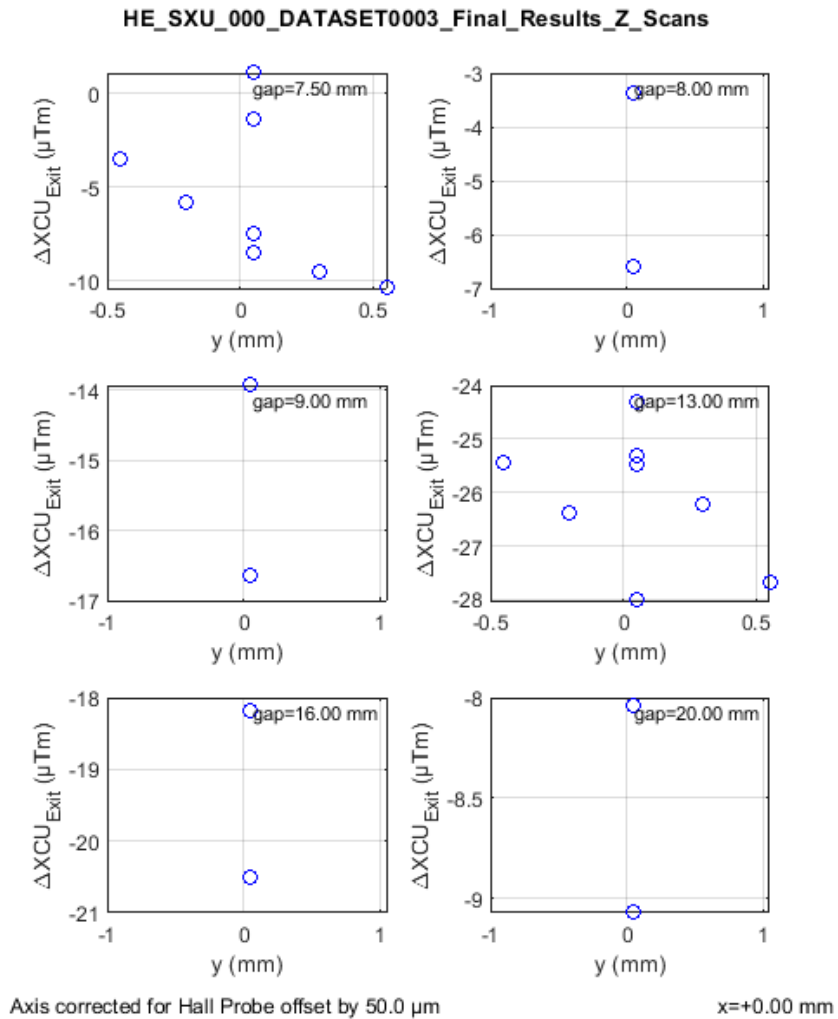 HE_SXU_000_DATASET0003_Final_Results_Z_Scans
gap=7.50 mm
0
-5
-10
-0.5
0
0.5
y (mm)
ΔXCU_Exit (µTm)
gap=8.00 mm
-3
-4
-5
-6
-7
-1
0
1
y (mm)
ΔXCU_Exit (µTm)
gap=9.00 mm
-14
-15
-16
-17
-1
0
1
y (mm)
ΔXCU_Exit (µTm)
gap=13.00 mm
-24
-25
-26
-27
-28
-0.5
0
0.5
y (mm)
ΔXCU_Exit (µTm)
gap=16.00 mm
-18
-19
-20
-21
-1
0
1
y (mm)
ΔXCU_Exit (µTm)
gap=20.00 mm
-8
-8.5
-9
-1
0
1
y (mm)
ΔXCU_Exit (µTm)
Axis corrected for Hall Probe offset by 50.0 µm
x=+0.00 mm